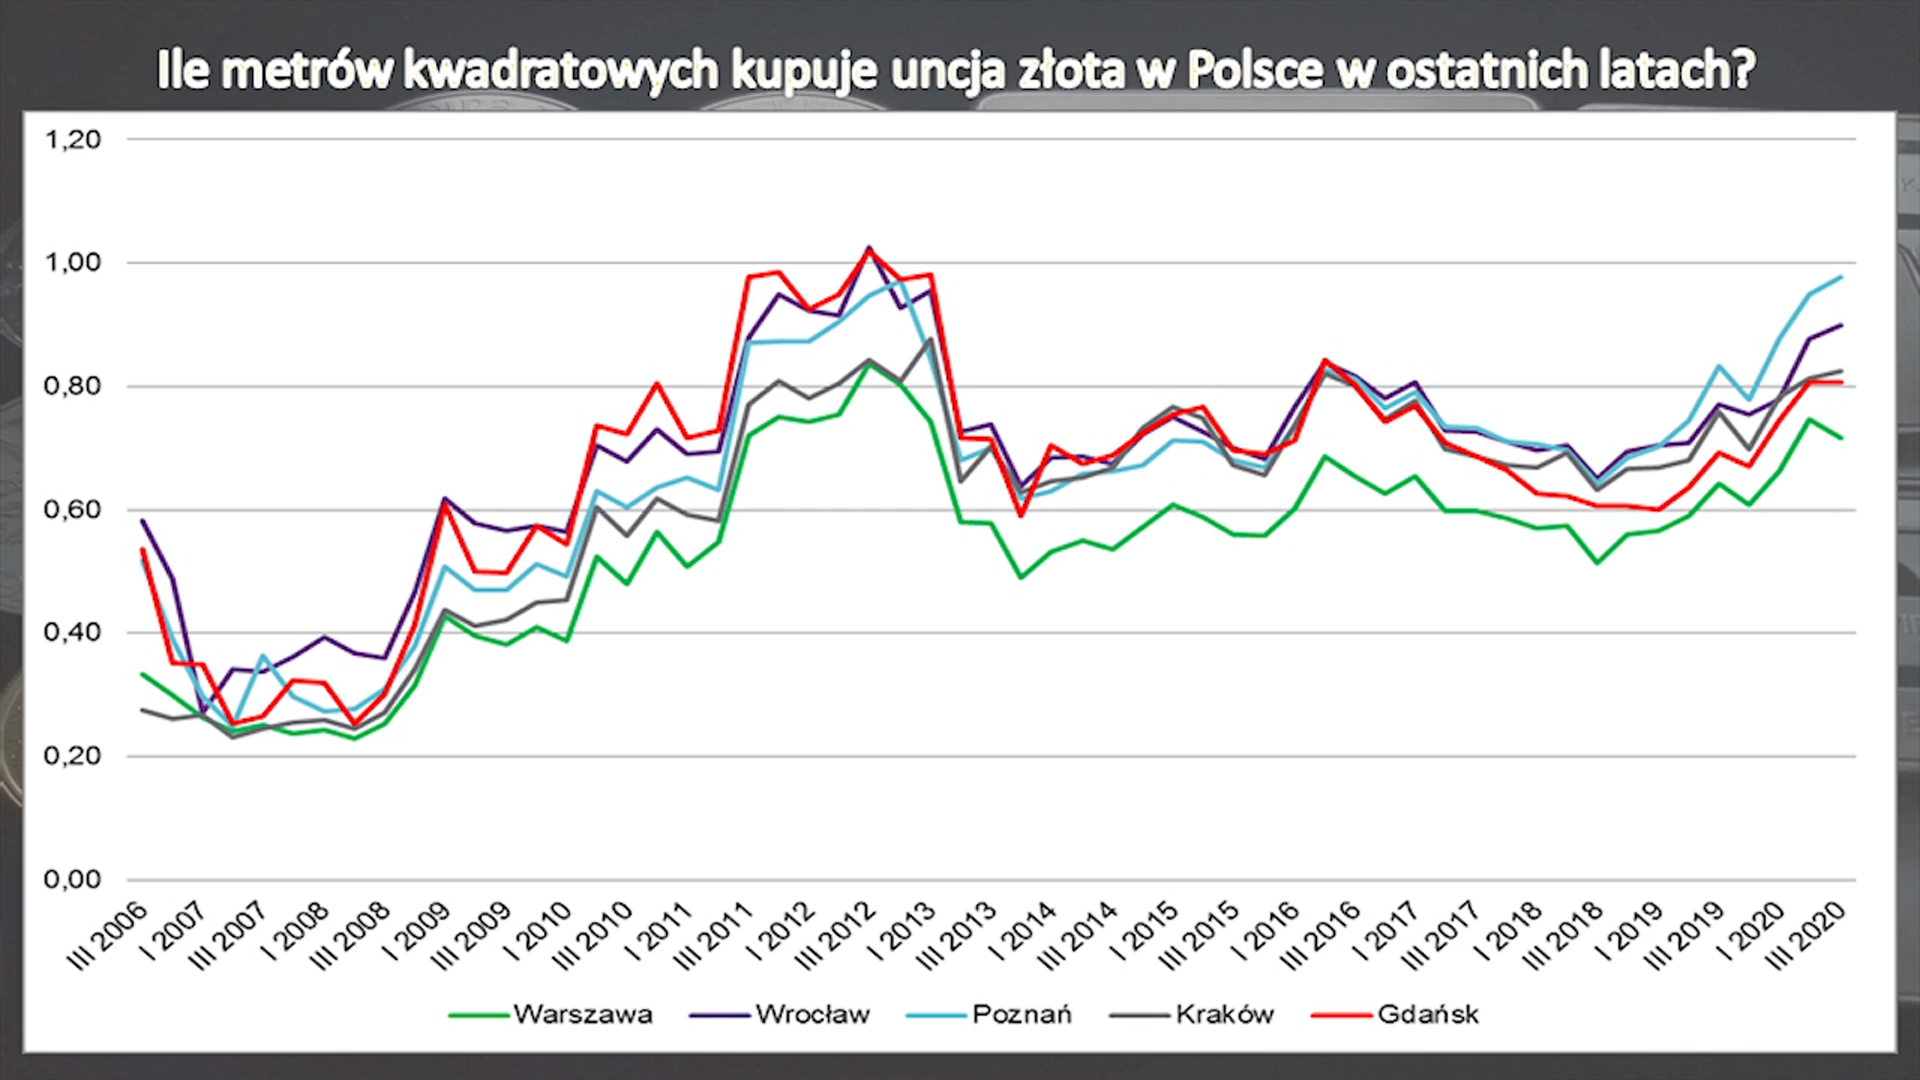 Ile metrów kwadratowych kupuje uncja złota w Polsce w ostatnich latach?
1,20
1,00
0,80
0,60
0,40
0,20
0,00
III 2006
I 2007
III 2007
I 2008
III 2008
I 2009
III 2009
I 2010
III 2010
I 2011
III 2011
I 2012
III 2012
I 2013
III 2013
I 2014
III 2014
I 2015
III 2015
I 2016
III 2016
I 2017
III 2017
I 2018
III 2018
I 2019
III 2019
I 2020
III 2020
Warszawa
Wrocław
Poznań
Kraków
Gdańsk